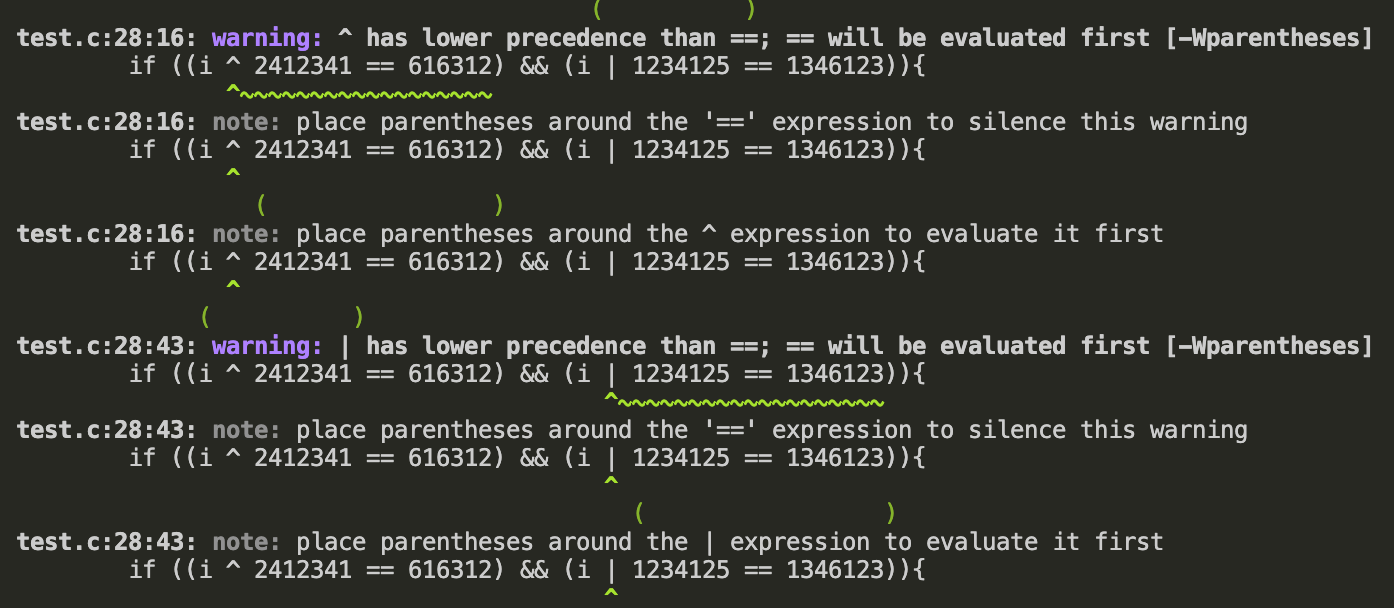 (          )
test.c:28:16: warning: ^ has lower precedence than ==; == will be evaluated first [-Wparentheses]
        if ((i ^ 2412341 == 616312) && (i | 1234125 == 1346123)){
               ^~~~~~~~~~~~~~~~~~~
test.c:28:16: note: place parentheses around the '==' expression to silence this warning
        if ((i ^ 2412341 == 616312) && (i | 1234125 == 1346123)){
               ^
                 (                )
test.c:28:16: note: place parentheses around the ^ expression to evaluate it first
        if ((i ^ 2412341 == 616312) && (i | 1234125 == 1346123)){
               ^
             (          )
test.c:28:43: warning: | has lower precedence than ==; == will be evaluated first [-Wparentheses]
        if ((i ^ 2412341 == 616312) && (i | 1234125 == 1346123)){
                                          ^~~~~~~~~~~~~~~~~~~~
test.c:28:43: note: place parentheses around the '==' expression to silence this warning
        if ((i ^ 2412341 == 616312) && (i | 1234125 == 1346123)){
                                          ^
                                            (                 )
test.c:28:43: note: place parentheses around the | expression to evaluate it first
        if ((i ^ 2412341 == 616312) && (i | 1234125 == 1346123)){
                                          ^